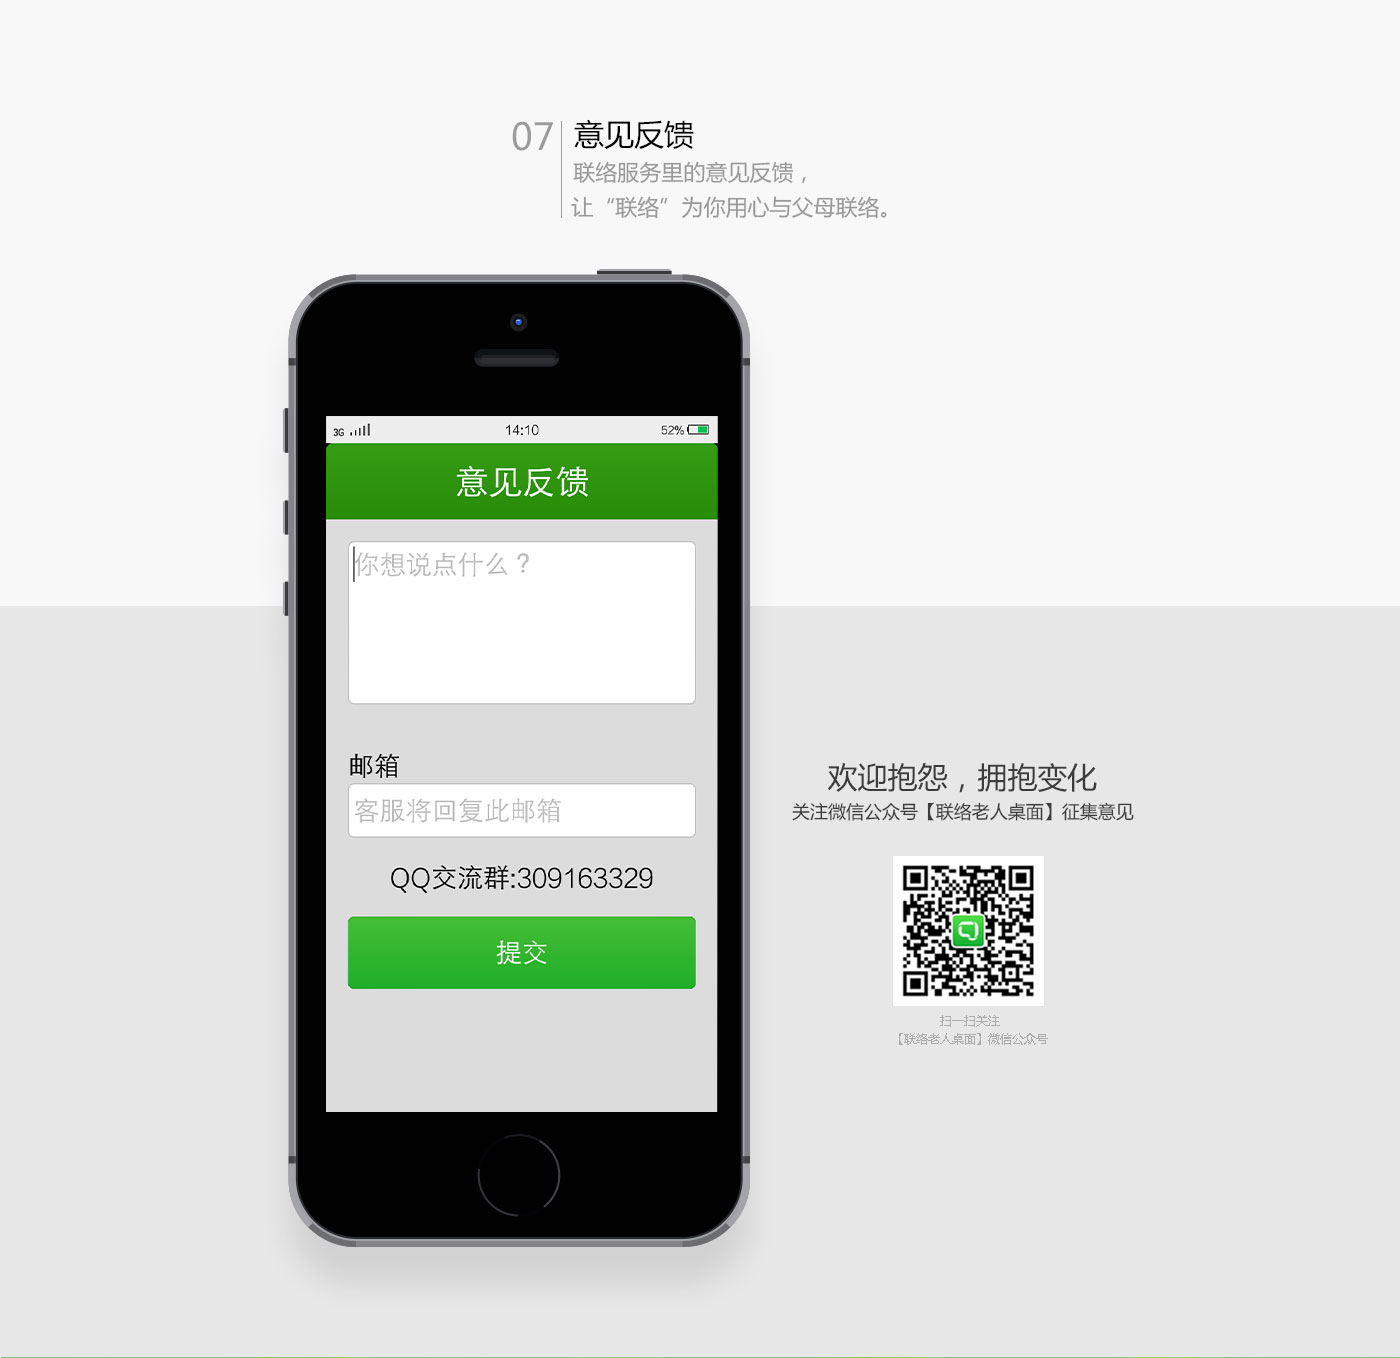 07
意见反馈
联络服务里的意见反馈，
让“联络”为你用心与父母联络。
3G 14:10 52%
意见反馈
你想说点什么？
邮箱
客服将回复此邮箱
QQ交流群:309163329
提交
欢迎抱怨，拥抱变化
关注微信公众号【联络老人桌面】征集意见
扫一扫关注
【联络老人桌面】微信公众号